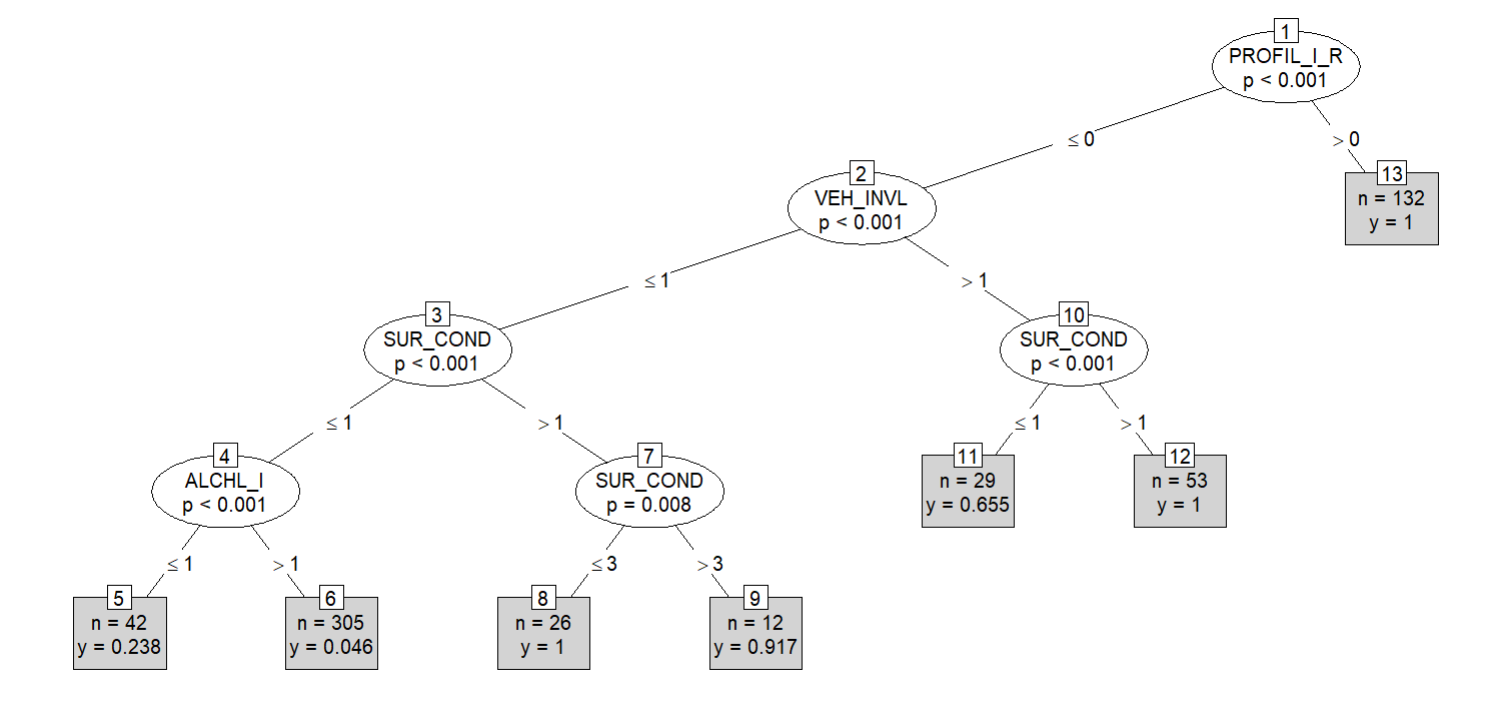 1
PROFIL_I_R
p < 0.001
≤ 0
> 0
2
VEH_INVL
p < 0.001
13
n = 132
y = 1
≤ 1
> 1
3
SUR_COND
p < 0.001
10
SUR_COND
p < 0.001
≤ 1
> 1
≤ 1
> 1
4
ALCHL_I
p < 0.001
7
SUR_COND
p = 0.008
11
n = 29
y = 0.655
12
n = 53
y = 1
≤ 1
> 1
≤ 3
> 3
5
n = 42
y = 0.238
6
n = 305
y = 0.046
8
n = 26
y = 1
9
n = 12
y = 0.917